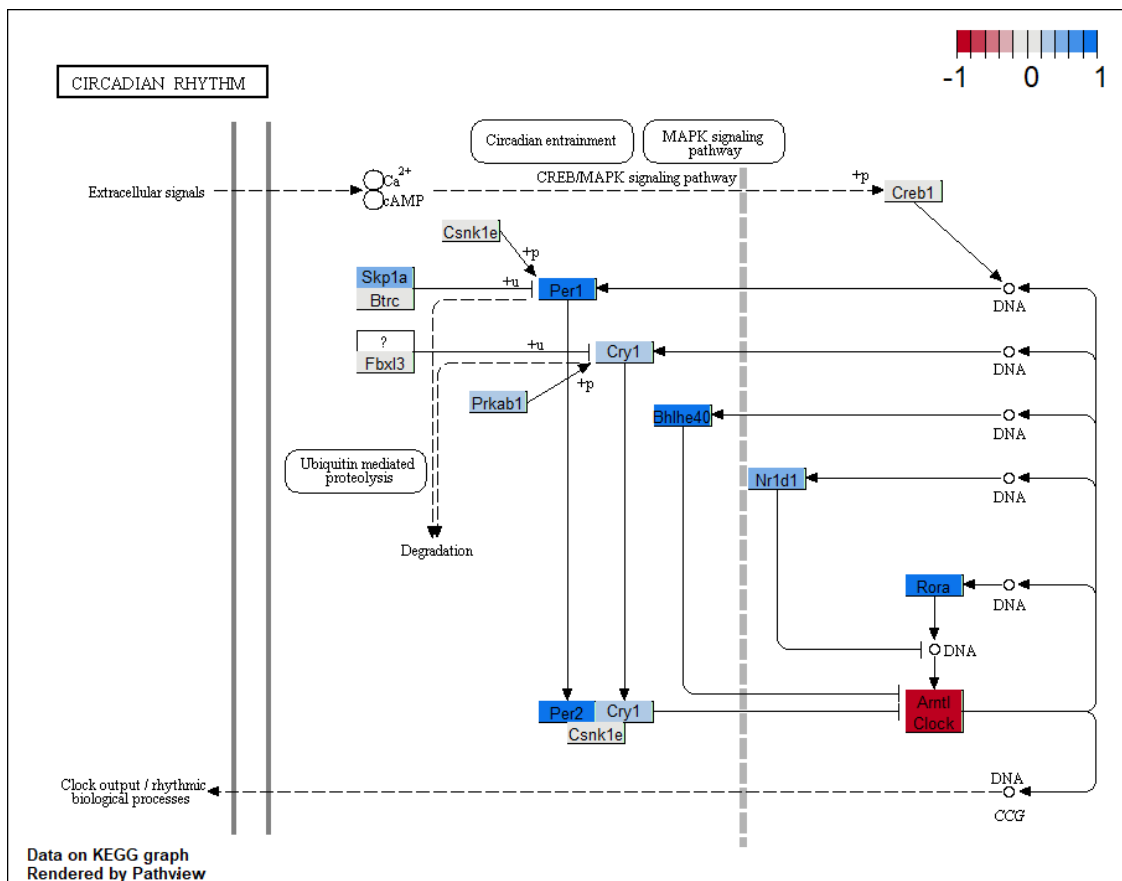 -1 0 1
CIRCADIAN RHYTHM
Circadian entrainment
MAPK signaling
pathway
Extracellular signals
Ca2+
cAMP
CREB/MAPK signaling pathway
+p
Creb1
Csnk1e
+p
Skp1a
Btrc
+u
Per1
DNA
?
Fbxl3
+u
Cry1
DNA
+p
Prkab1
Bhlhe40
DNA
Ubiquitin mediated
proteolysis
Nr1d1
DNA
Degradation
Rora
DNA
DNA
Per2
Cry1
Csnk1e
Arntl
Clock
Clock output / rhythmic
biological processes
DNA
CCG
Data on KEGG graph
Rendered by Pathview